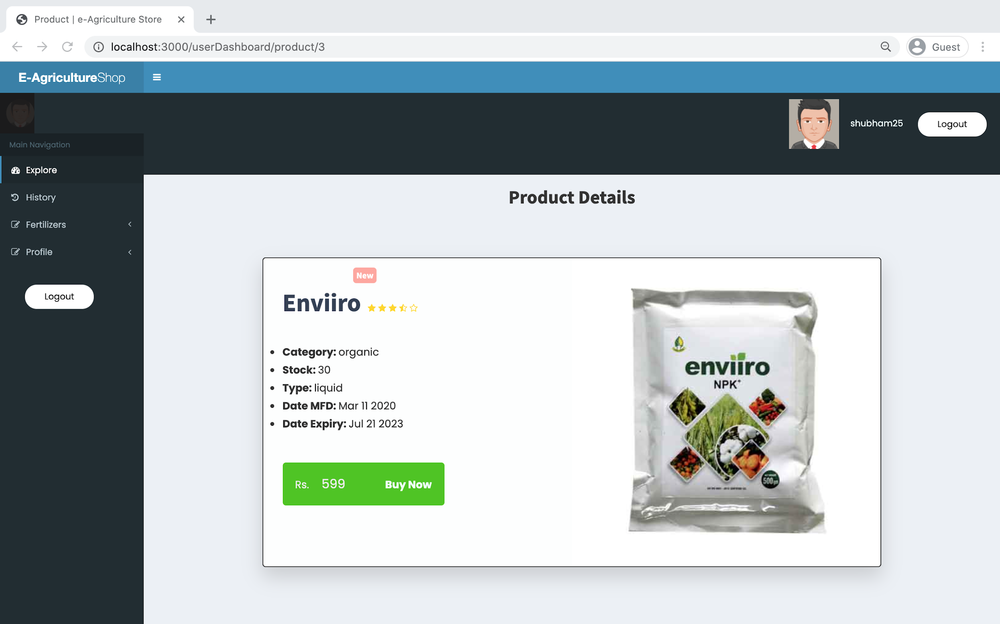 Product | e-Agriculture Store
localhost:3000/userDashboard/product/3
Guest
E-AgricultureShop
shubham25
Logout
Main Navigation
Explore
History
Fertilizers
Profile
Logout
Product Details
New
Enviiro
Category: organic
Stock: 30
Type: liquid
Date MFD: Mar 11 2020
Date Expiry: Jul 21 2023
Rs. 599 Buy Now
enviiro
NPK+
500gm